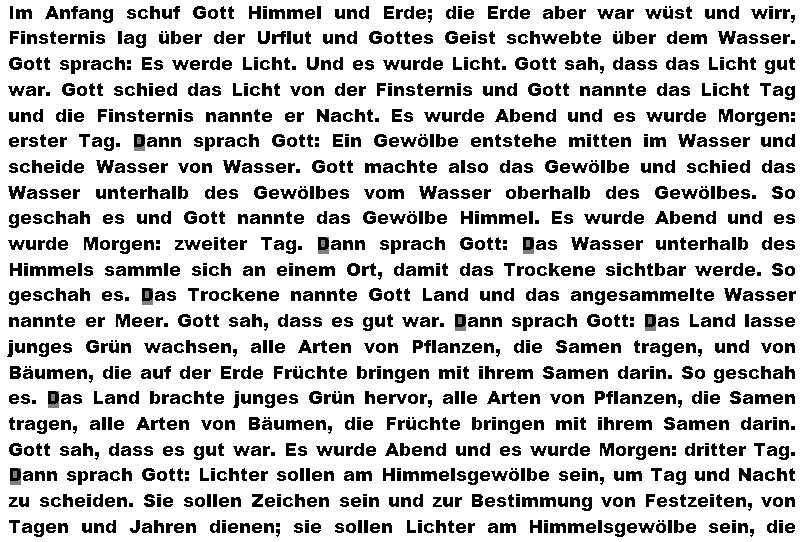 Im Anfang schuf Gott Himmel und Erde; die Erde aber war wüst und wirr,
Finsternis lag über der Urflut und Gottes Geist schwebte über dem Wasser.
Gott sprach: Es werde Licht. Und es wurde Licht. Gott sah, dass das Licht gut
war. Gott schied das Licht von der Finsternis und Gott nannte das Licht Tag
und die Finsternis nannte er Nacht. Es wurde Abend und es wurde Morgen:
erster Tag. Dann sprach Gott: Ein Gewölbe entstehe mitten im Wasser und
scheide Wasser von Wasser. Gott machte also das Gewölbe und schied das
Wasser unterhalb des Gewölbes vom Wasser oberhalb des Gewölbes. So
geschah es und Gott nannte das Gewölbe Himmel. Es wurde Abend und es
wurde Morgen: zweiter Tag. Dann sprach Gott: Das Wasser unterhalb des
Himmels sammle sich an einem Ort, damit das Trockene sichtbar werde. So
geschah es. Das Trockene nannte Gott Land und das angesammelte Wasser
nannte er Meer. Gott sah, dass es gut war. Dann sprach Gott: Das Land lasse
junges Grün wachsen, alle Arten von Pflanzen, die Samen tragen, und von
Bäumen, die auf der Erde Früchte bringen mit ihrem Samen darin. So geschah
es. Das Land brachte junges Grün hervor, alle Arten von Pflanzen, die Samen
tragen, alle Arten von Bäumen, die Früchte bringen mit ihrem Samen darin.
Gott sah, dass es gut war. Es wurde Abend und es wurde Morgen: dritter Tag.
Dann sprach Gott: Lichter sollen am Himmelsgewölbe sein, um Tag und Nacht
zu scheiden. Sie sollen Zeichen sein und zur Bestimmung von Festzeiten, von
Tagen und Jahren dienen; sie sollen Lichter am Himmelsgewölbe sein, die